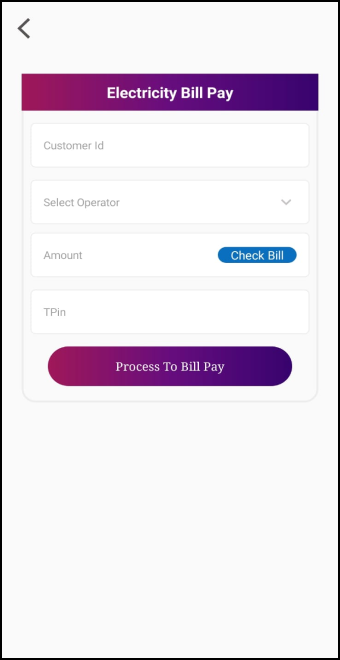 Electricity Bill Pay
Customer Id
Select Operator
Amount
Check Bill
TPin
Process To Bill Pay